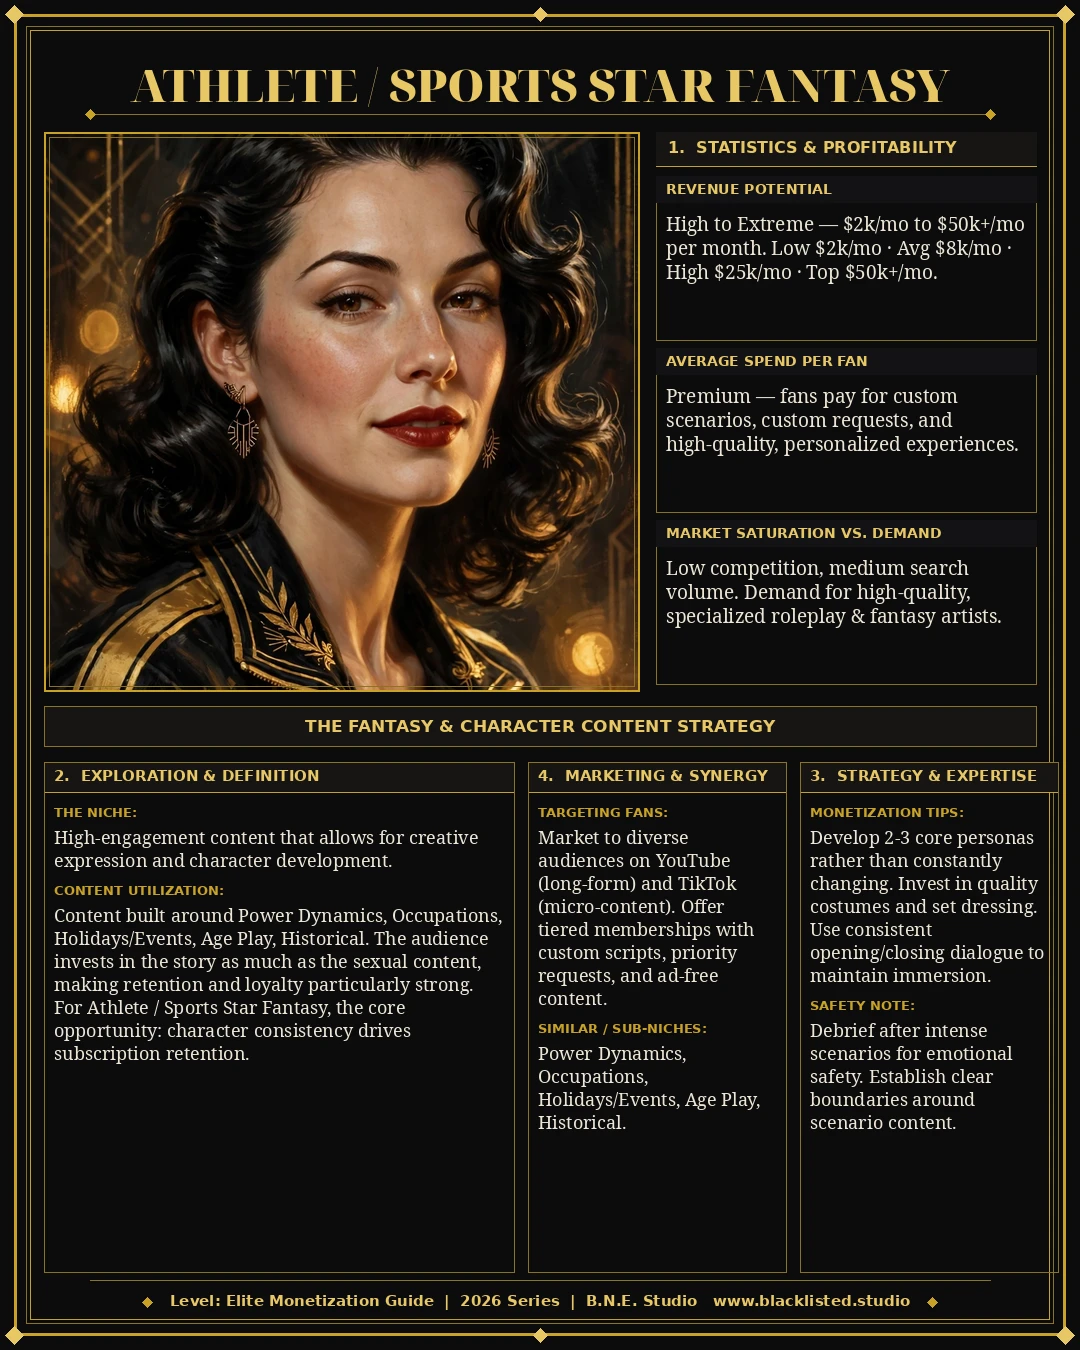 ATHLETE / SPORTS STAR FANTASY
1. STATISTICS & PROFITABILITY
REVENUE POTENTIAL
High to Extreme — $2k/mo to $50k+/mo
per month. Low $2k/mo · Avg $8k/mo ·
High $25k/mo · Top $50k+/mo.
AVERAGE SPEND PER FAN
Premium — fans pay for custom
scenarios, custom requests, and
high-quality, personalized experiences.
MARKET SATURATION VS. DEMAND
Low competition, medium search
volume. Demand for high-quality,
specialized roleplay & fantasy artists.
THE FANTASY & CHARACTER CONTENT STRATEGY
2. EXPLORATION & DEFINITION
THE NICHE:
High-engagement content that allows for creative
expression and character development.
CONTENT UTILIZATION:
Content built around Power Dynamics, Occupations,
Holidays/Events, Age Play, Historical. The audience
invests in the story as much as the sexual content,
making retention and loyalty particularly strong.
For Athlete / Sports Star Fantasy, the core
opportunity: character consistency drives
subscription retention.
4. MARKETING & SYNERGY
TARGETING FANS:
Market to diverse
audiences on YouTube
(long-form) and TikTok
(micro-content). Offer
tiered memberships with
custom scripts, priority
requests, and ad-free
content.
SIMILAR / SUB-NICHES:
Power Dynamics,
Occupations,
Holidays/Events, Age Play,
Historical.
3. STRATEGY & EXPERTISE
MONETIZATION TIPS:
Develop 2-3 core personas
rather than constantly
changing. Invest in quality
costumes and set dressing.
Use consistent
opening/closing dialogue to
maintain immersion.
SAFETY NOTE:
Debrief after intense
scenarios for emotional
safety. Establish clear
boundaries around
scenario content.
Level: Elite Monetization Guide | 2026 Series | B.N.E. Studio www.blacklisted.studio